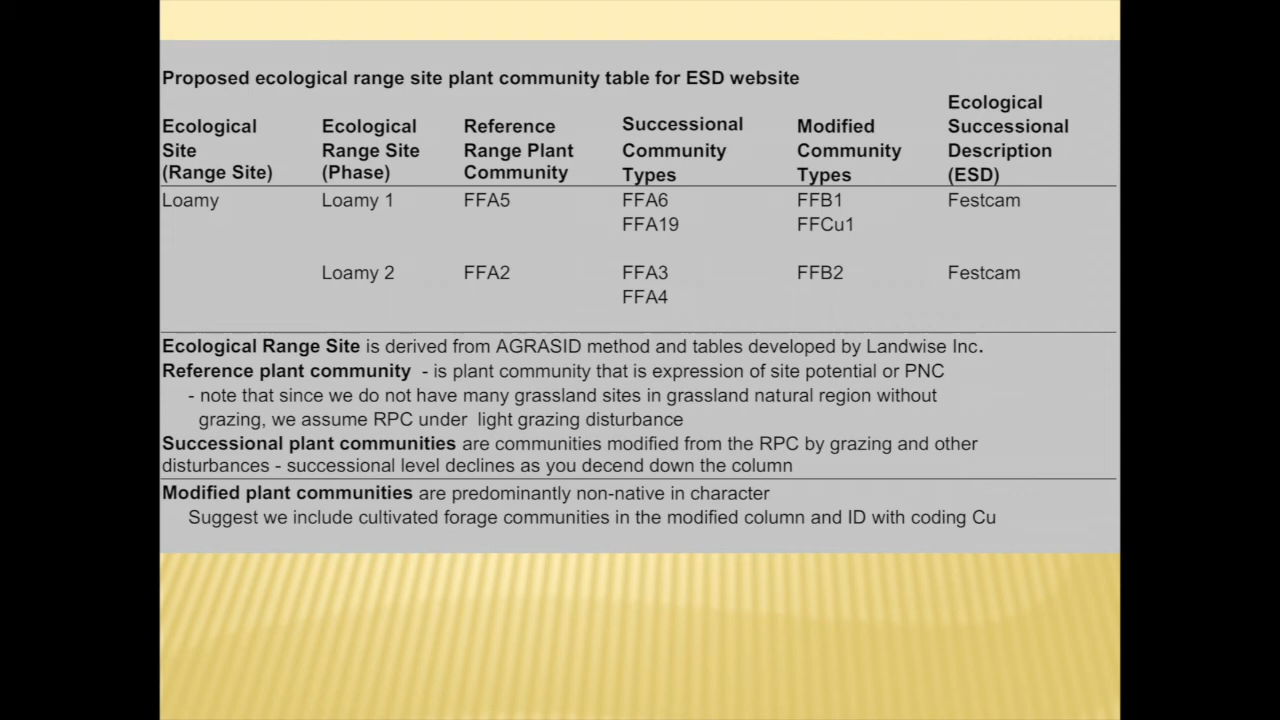 Proposed ecological range site plant community table for ESD website
Ecological Site (Range Site) Ecological Range Site (Phase) Reference Range Plant Community Successional Community Types Modified Community Types Ecological Successional Description (ESD)
Loamy Loamy 1 FFA5 FFA6 FFB1 Festcam
FFA19 FFCu1
Loamy 2 FFA2 FFA3 FFB2 Festcam
FFA4
Ecological Range Site is derived from AGRASID method and tables developed by Landwise Inc.
Reference plant community - is plant community that is expression of site potential or PNC
- note that since we do not have many grassland sites in grassland natural region without
grazing, we assume RPC under light grazing disturbance
Successional plant communities are communities modified from the RPC by grazing and other
disturbances - successional level declines as you decend down the column
Modified plant communities are predominantly non-native in character
Suggest we include cultivated forage communities in the modified column and ID with coding Cu